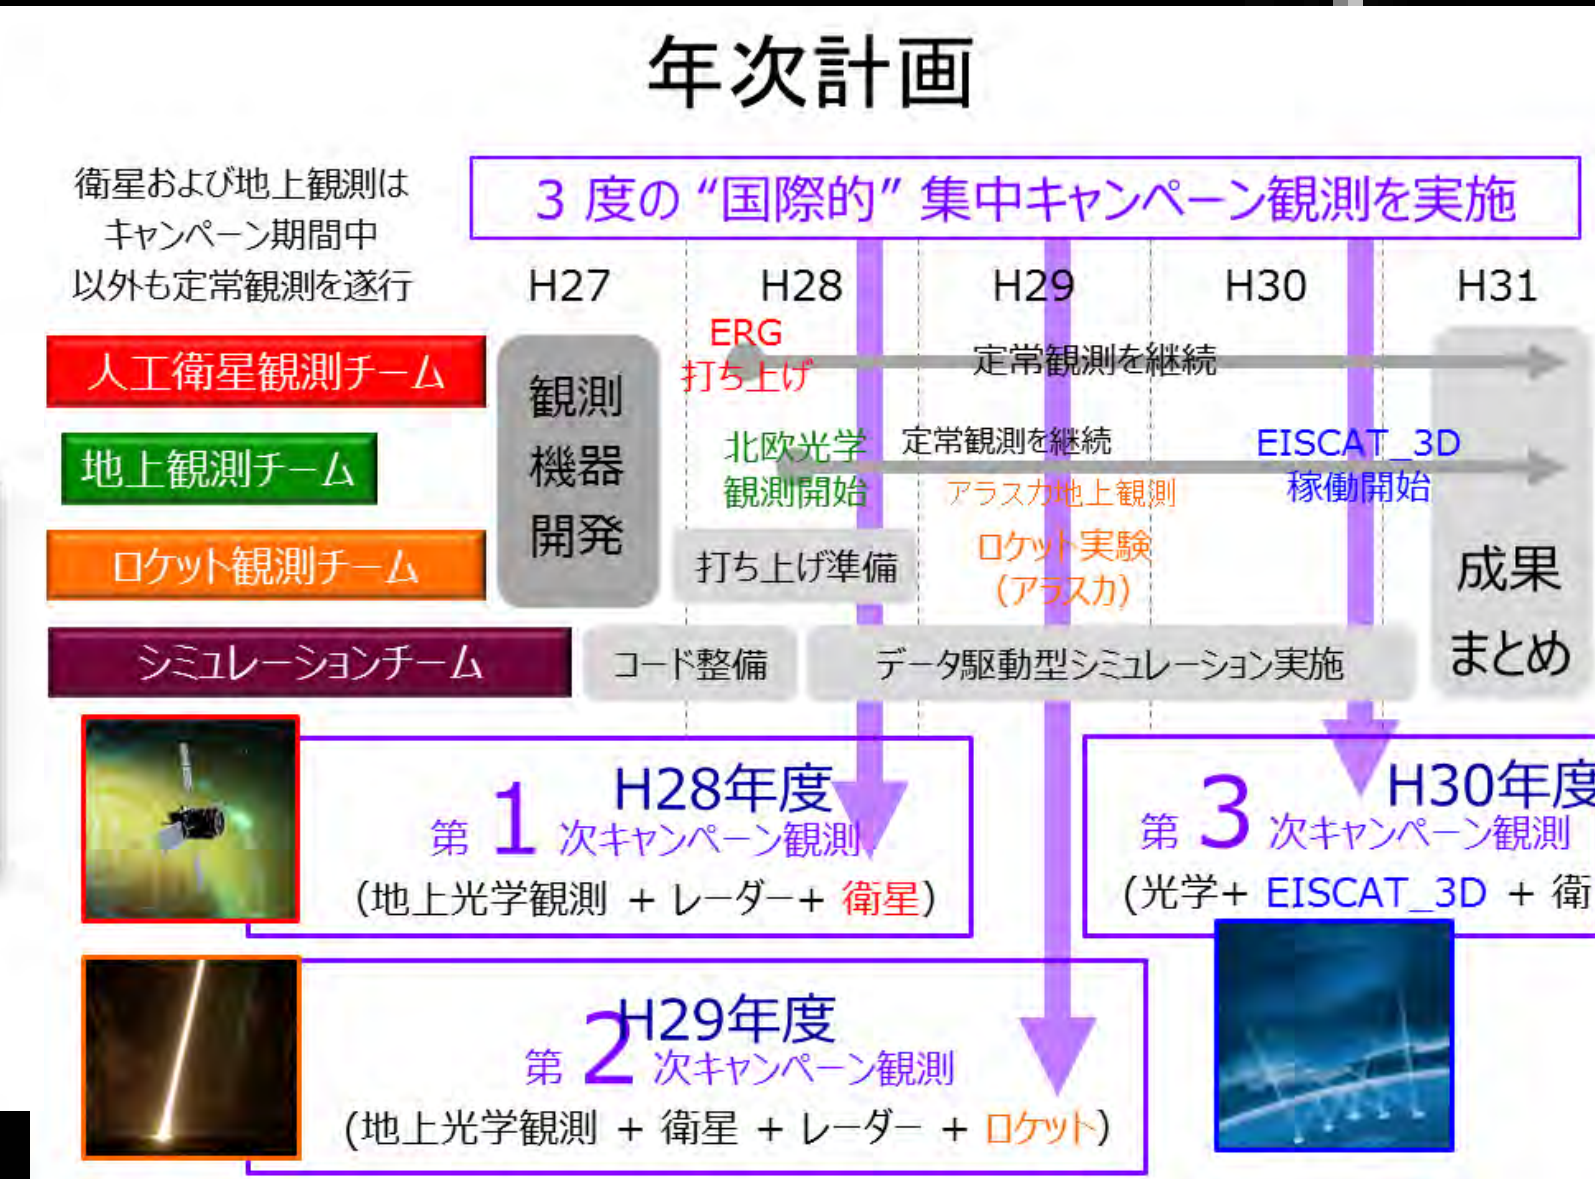 年次計画
衛星および地上観測は
キャンペーン期間中
以外も定常観測を遂行
3 度の “国際的” 集中キャンペーン観測を実施
H27 H28 H29 H30 H31
人工衛星観測チーム
地上観測チーム
ロケット観測チーム
シミュレーションチーム
観測
機器
開発
ERG
打ち上げ
定常観測を継続
北欧光学
観測開始
定常観測を継続
アラスカ地上観測
EISCAT_3D
稼働開始
打ち上げ準備
ロケット実験
(アラスカ)
コード整備
データ駆動型シミュレーション実施
成果
まとめ
H28年度
第 1 次キャンペーン観測
(地上光学観測 + レーダー+ 衛星)
H30年度
第 3 次キャンペーン観測
(光学+ EISCAT_3D + 衛
H29年度
第 2 次キャンペーン観測
(地上光学観測 + 衛星 + レーダー + ロケット)